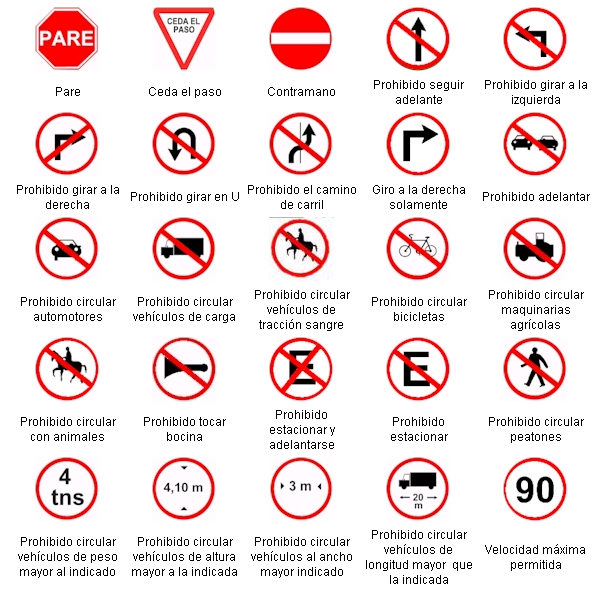 PARE
CEDA EL
PASO
Pare
Ceda el paso
Contramano
Prohibido seguir
adelante
Prohibido girar a la
izquierda
Prohibido girar a la
derecha
Prohibido girar en U
Prohibido el camino
de carril
Giro a la derecha
solamente
Prohibido adelantar
Prohibido circular
automotores
Prohibido circular
vehículos de carga
Prohibido circular
vehículos de
tracción sangre
Prohibido circular
bicicletas
Prohibido circular
maquinarias
agrícolas
E
E
Prohibido circular
con animales
Prohibido tocar
bocina
Prohibido
estacionar y
adelantarse
Prohibido
estacionar
Prohibido circular
peatones
4
tns
4,10 m
3 m
20
m
90
Prohibido circular
vehículos de peso
mayor al indicado
Prohibido circular
vehículos de altura
mayor a la indicada
Prohibido circular
vehículos al ancho
mayor indicado
Prohibido circular
vehículos de
longitud mayor que
la indicada
Velocidad máxima
permitida